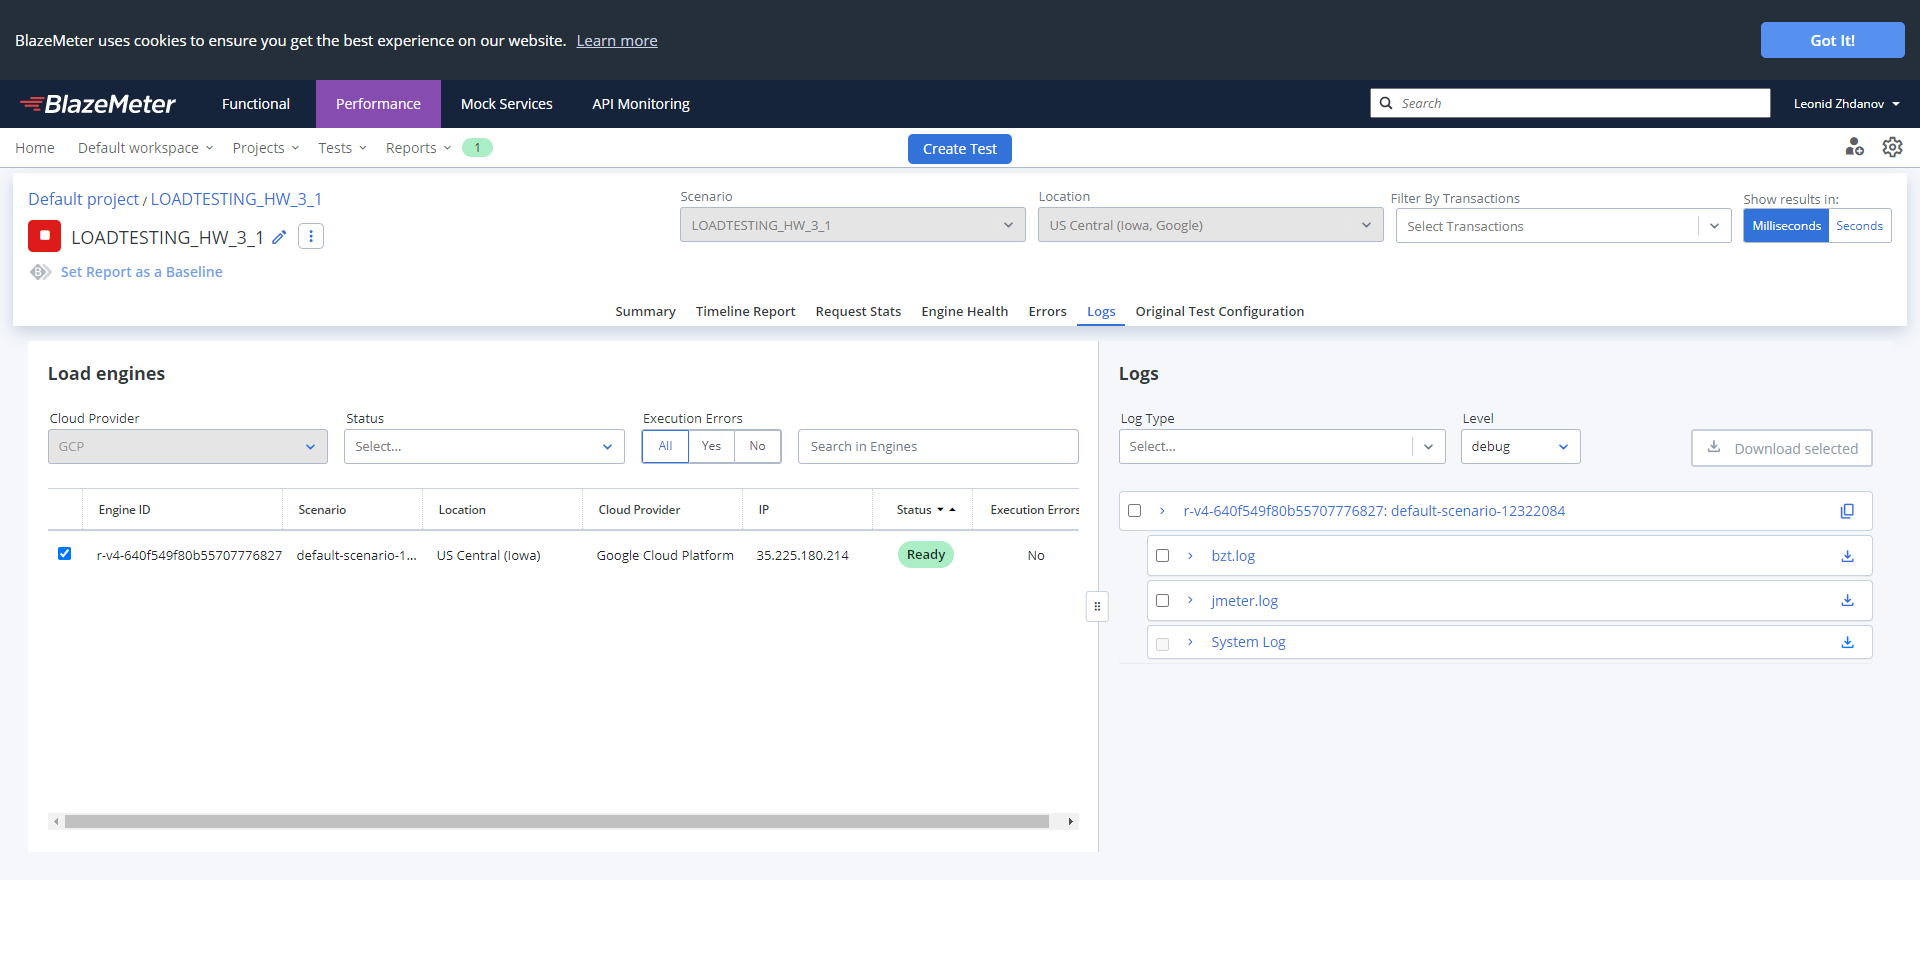 BlazeMeter uses cookies to ensure you get the best experience on our website. Learn more
Got It!
BlazeMeter
Functional
Performance
Mock Services
API Monitoring
Search
Leonid Zhdanov
Home
Default workspace
Projects
Tests
Reports
1
Create Test
Default project / LOADTESTING_HW_3_1
LOADTESTING_HW_3_1
Set Report as a Baseline
Scenario
LOADTESTING_HW_3_1
Location
US Central (Iowa, Google)
Filter By Transactions
Select Transactions
Show results in:
Milliseconds
Seconds
Summary
Timeline Report
Request Stats
Engine Health
Errors
Logs
Original Test Configuration
Load engines
Cloud Provider
GCP
Status
Select...
Execution Errors
All
Yes
No
Search in Engines
Engine ID
Scenario
Location
Cloud Provider
IP
Status
Execution Errors
r-v4-640f549f80b55707776827
default-scenario-1...
US Central (Iowa)
Google Cloud Platform
35.225.180.214
Ready
No
Logs
Log Type
Select...
Level
debug
Download selected
r-v4-640f549f80b55707776827: default-scenario-12322084
bzt.log
jmeter.log
System Log